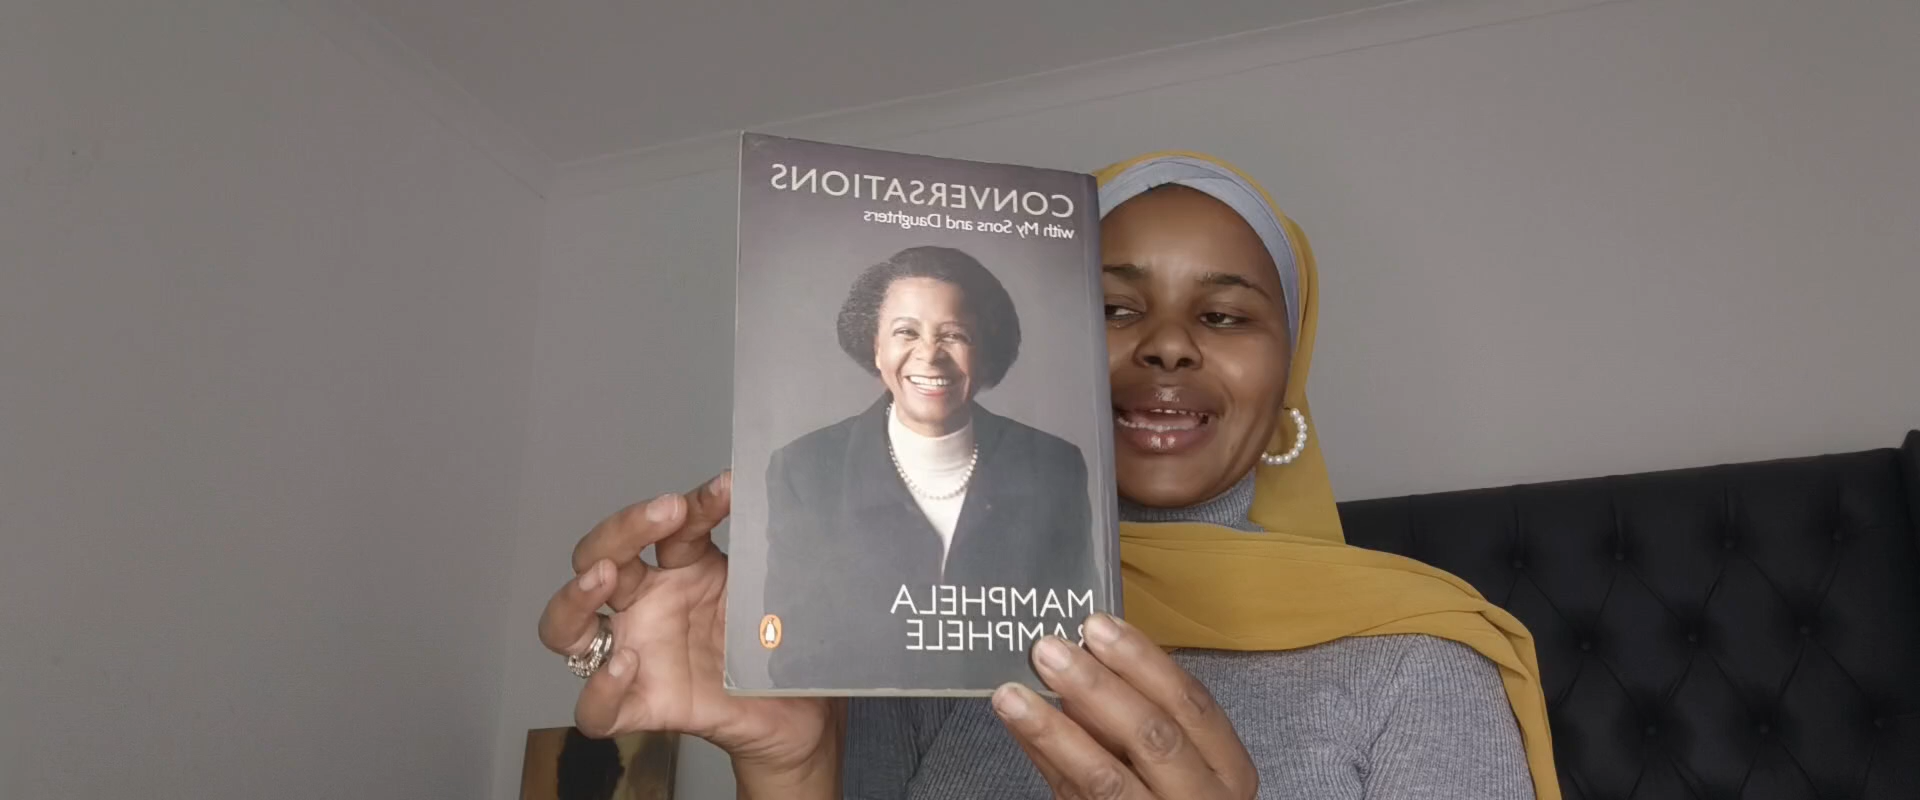 CONVERSATIONS
with My Sons and Daughters
MAMPHELA
RAMPHELE